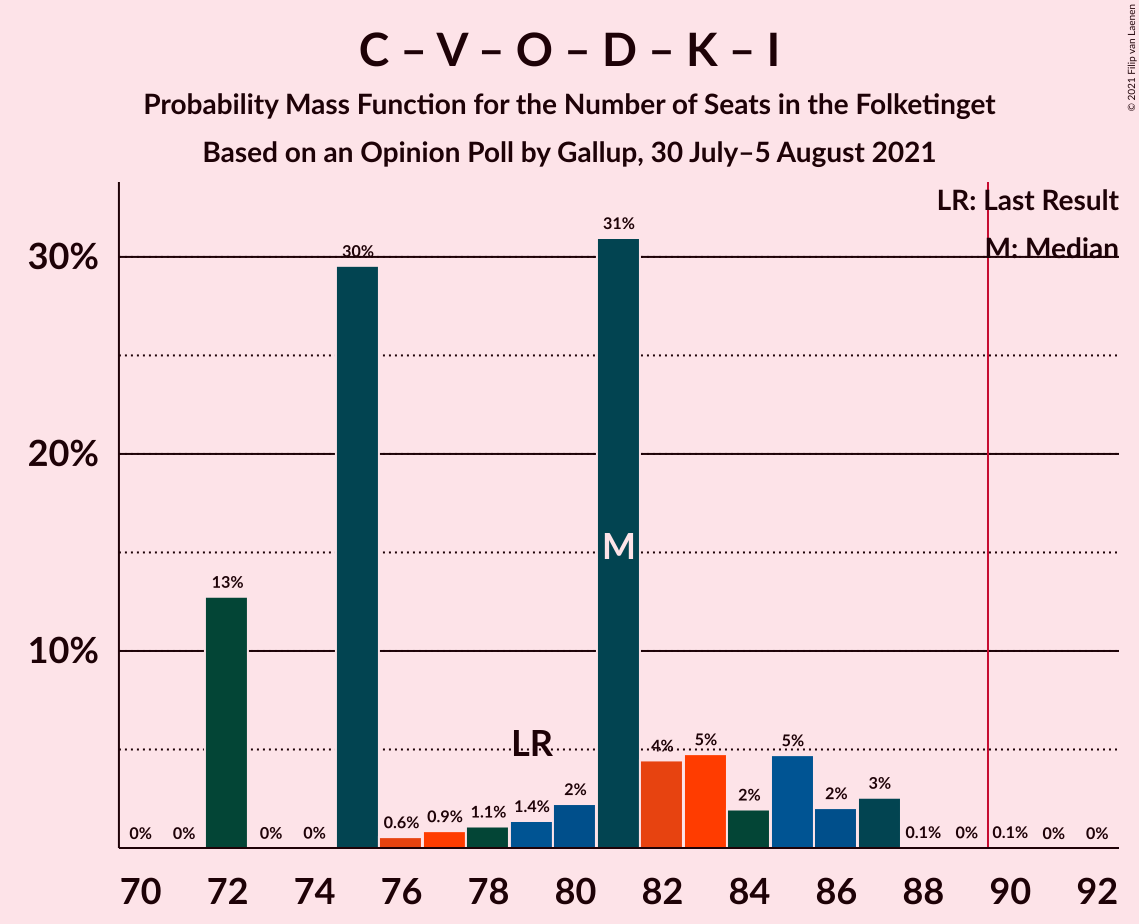 C – V – O – D – K – I
Probability Mass Function for the Number of Seats in the Folketinget
Based on an Opinion Poll by Gallup, 30 July–5 August 2021
© 2021 Filip van Laenen
LR: Last Result
M: Median
30%
20%
10%
0% 0% 13% 0% 0% 30% 0.6% 0.9% 1.1% 1.4% 2% 31% 4% 5% 2% 5% 2% 3% 0.1% 0% 0.1% 0% 0%
LR
M
70 72 74 76 78 80 82 84 86 88 90 92